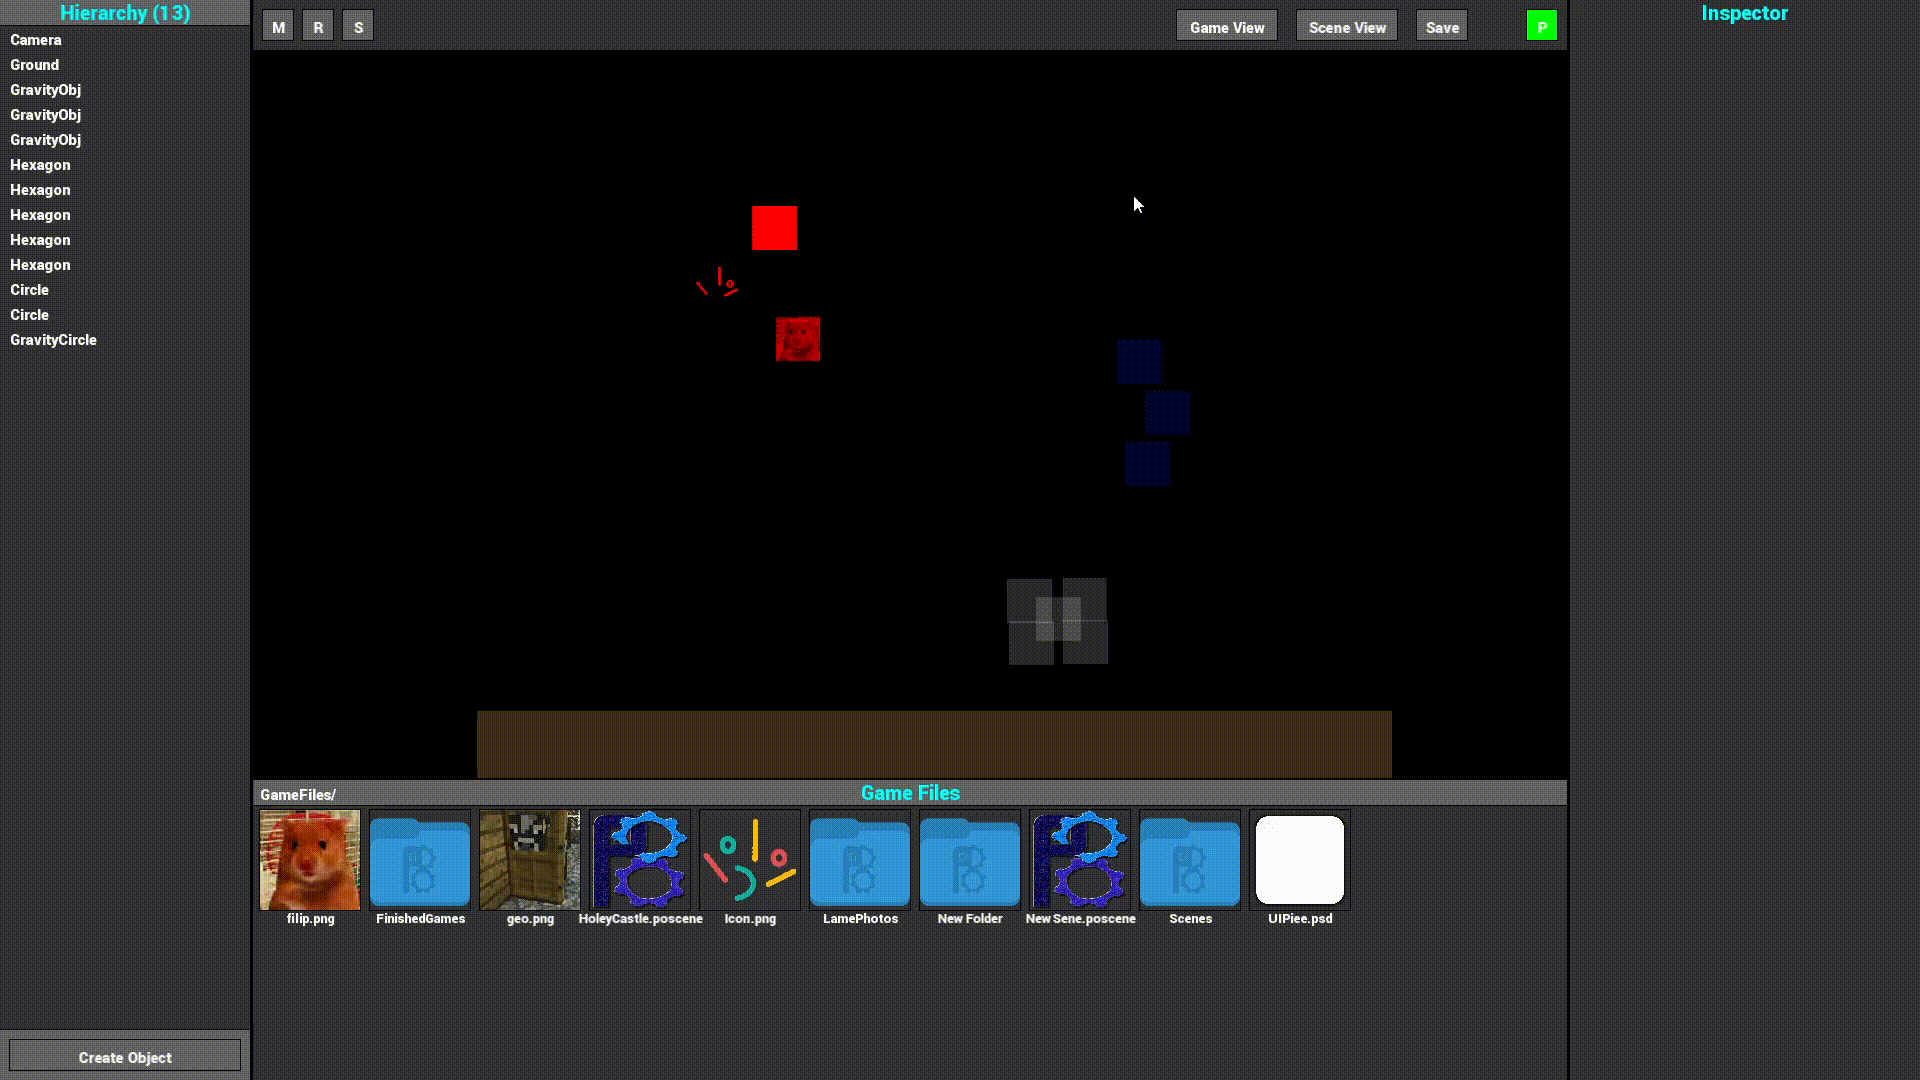 Hierarchy (13)
Camera
Ground
GravityObj
GravityObj
GravityObj
Hexagon
Hexagon
Hexagon
Hexagon
Hexagon
Circle
Circle
GravityCircle
Create Object
M R S
Game View Scene View Save P
Inspector
GameFiles/
Game Files
filip.png
FinishedGames
geo.png
HoleyCastle.poscene
Icon.png
LamePhotos
New Folder
New Sene.poscene
Scenes
UIPiee.psd